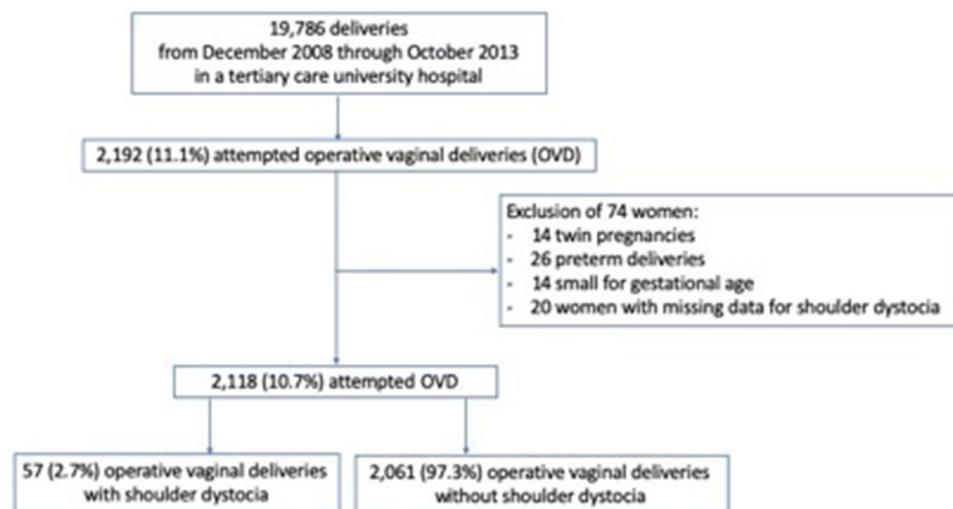 19,786 deliveries
from December 2008 through October 2013
in a tertiary care university hospital
2,192 (11.1%) attempted operative vaginal deliveries (OVD)
Exclusion of 74 women:
- 14 twin pregnancies
- 26 preterm deliveries
- 14 small for gestational age
- 20 women with missing data for shoulder dystocia
2,118 (10.7%) attempted OVD
57 (2.7%) operative vaginal deliveries
with shoulder dystocia
2,061 (97.3%) operative vaginal deliveries
without shoulder dystocia